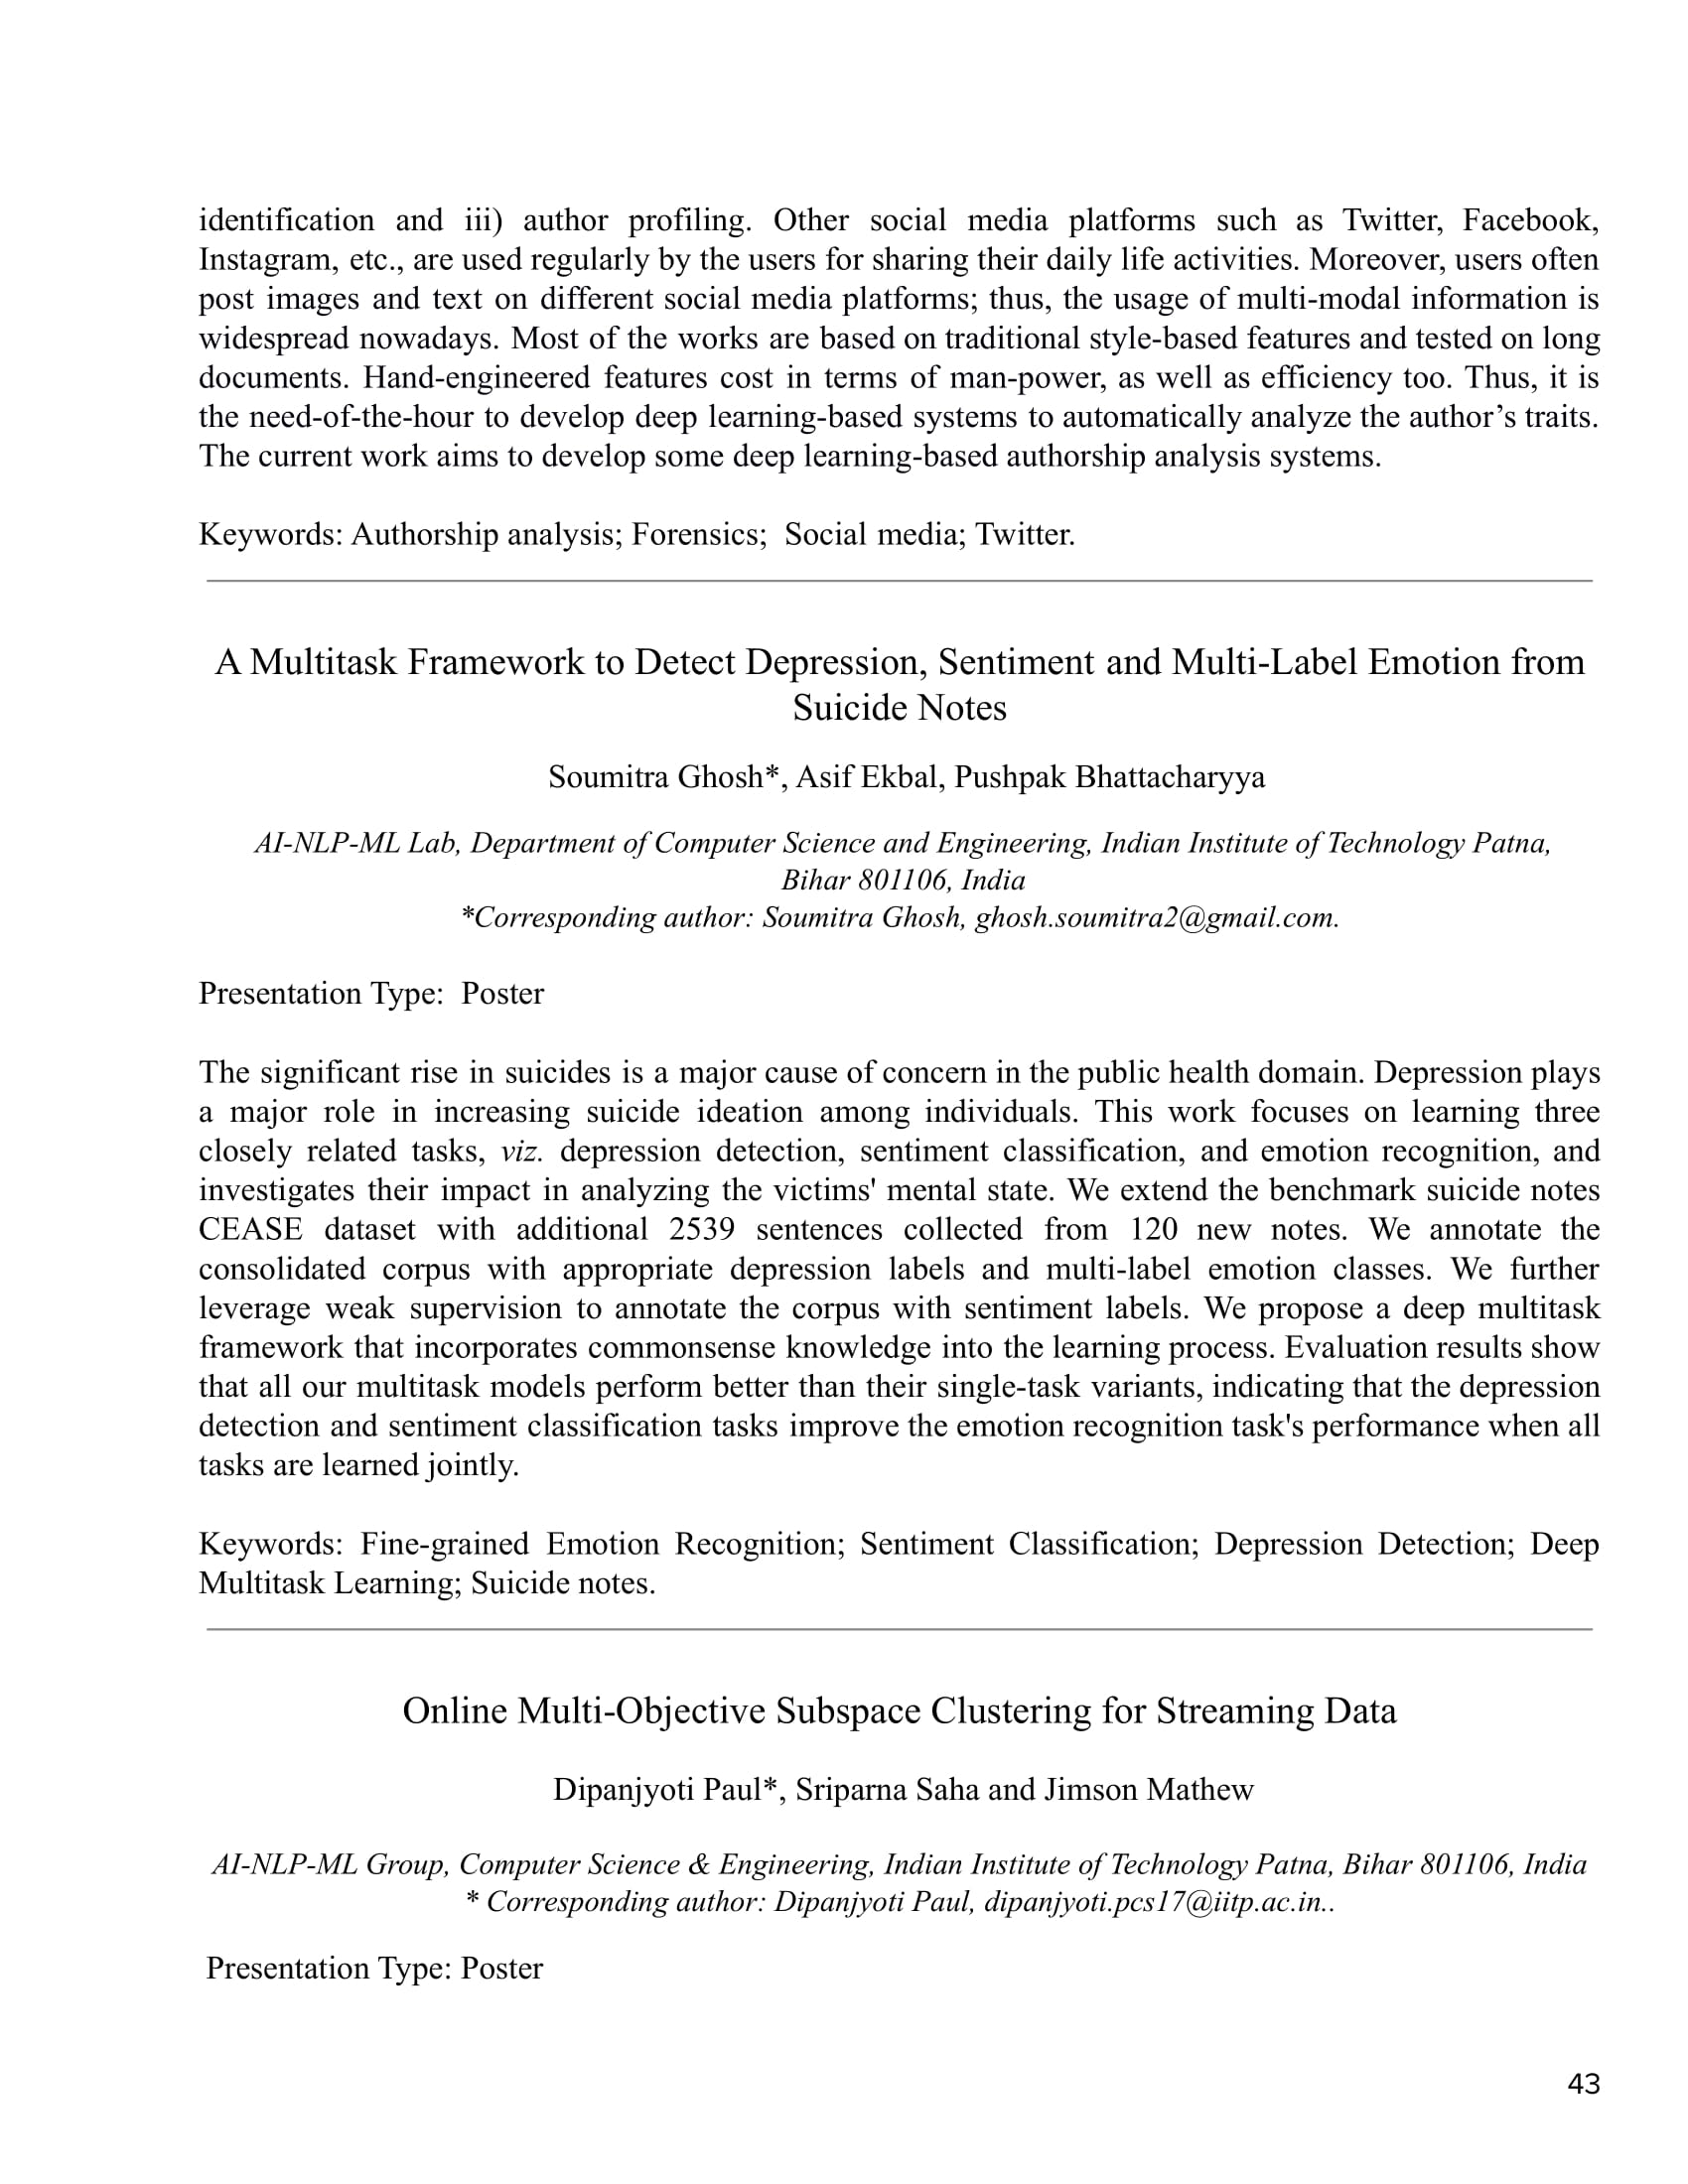 identification and iii) author profiling. Other social media platforms such as Twitter, Facebook,
Instagram, etc., are used regularly by the users for sharing their daily life activities. Moreover, users often
post images and text on different social media platforms; thus, the usage of multi-modal information is
widespread nowadays. Most of the works are based on traditional style-based features and tested on long
documents. Hand-engineered features cost in terms of man-power, as well as efficiency too. Thus, it is
the need-of-the-hour to develop deep learning-based systems to automatically analyze the author’s traits.
The current work aims to develop some deep learning-based authorship analysis systems.
Keywords: Authorship analysis; Forensics;  Social media; Twitter.
A Multitask Framework to Detect Depression, Sentiment and Multi-Label Emotion from
Suicide Notes
Soumitra Ghosh*, Asif Ekbal, Pushpak Bhattacharyya
AI-NLP-ML Lab, Department of Computer Science and Engineering, Indian Institute of Technology Patna,
Bihar 801106, India
*Corresponding author: Soumitra Ghosh, ghosh.soumitra2@gmail.com.
Presentation Type:  Poster
The significant rise in suicides is a major cause of concern in the public health domain. Depression plays
a major role in increasing suicide ideation among individuals. This work focuses on learning three
closely related tasks, viz. depression detection, sentiment classification, and emotion recognition, and
investigates their impact in analyzing the victims' mental state. We extend the benchmark suicide notes
CEASE dataset with additional 2539 sentences collected from 120 new notes. We annotate the
consolidated corpus with appropriate depression labels and multi-label emotion classes. We further
leverage weak supervision to annotate the corpus with sentiment labels. We propose a deep multitask
framework that incorporates commonsense knowledge into the learning process. Evaluation results show
that all our multitask models perform better than their single-task variants, indicating that the depression
detection and sentiment classification tasks improve the emotion recognition task's performance when all
tasks are learned jointly.
Keywords: Fine-grained Emotion Recognition; Sentiment Classification; Depression Detection; Deep
Multitask Learning; Suicide notes.
Online Multi-Objective Subspace Clustering for Streaming Data
Dipanjyoti Paul*, Sriparna Saha and Jimson Mathew
AI-NLP-ML Group, Computer Science & Engineering, Indian Institute of Technology Patna, Bihar 801106, India
* Corresponding author: Dipanjyoti Paul, dipanjyoti.pcs17@iitp.ac.in..
Presentation Type: Poster
43